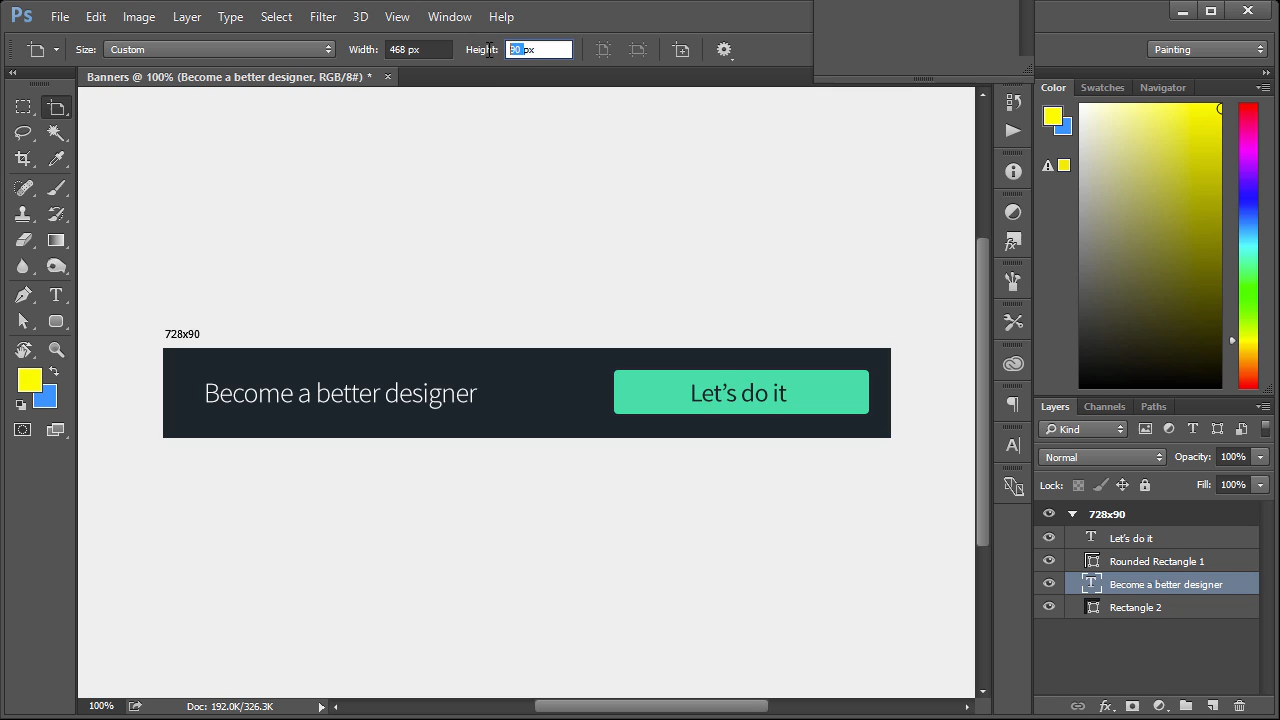 Ps File Edit Image Layer Type Select Filter 3D View Window Help
Size: Custom Width: 468 px Height: 90 px Painting
Banners @ 100% (Become a better designer, RGB/8#) * ×
Color Swatches Navigator
728x90
Become a better designer Let's do it
Layers Channels Paths
Kind
Normal Opacity: 100%
Lock: Fill: 100%
728x90
Let's do it
Rounded Rectangle 1
Become a better designer
Rectangle 2
100% Doc: 192.0K/326.3K